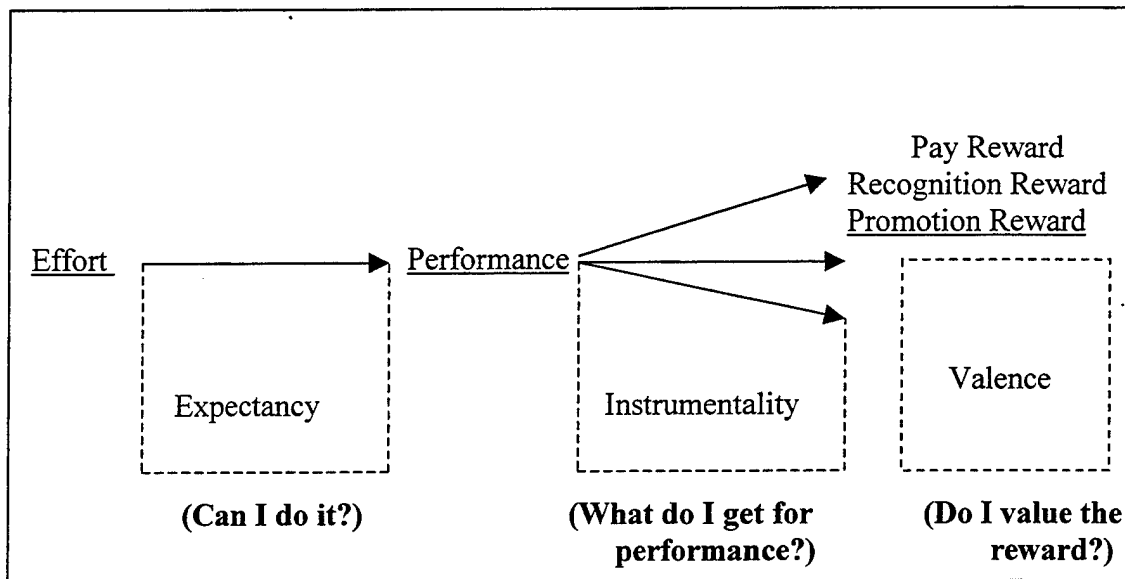 Pay Reward
Recognition Reward
Promotion Reward
Effort
Performance
Expectancy
Instrumentality
Valence
(Can I do it?)
(What do I get for
performance?)
(Do I value the
reward?)